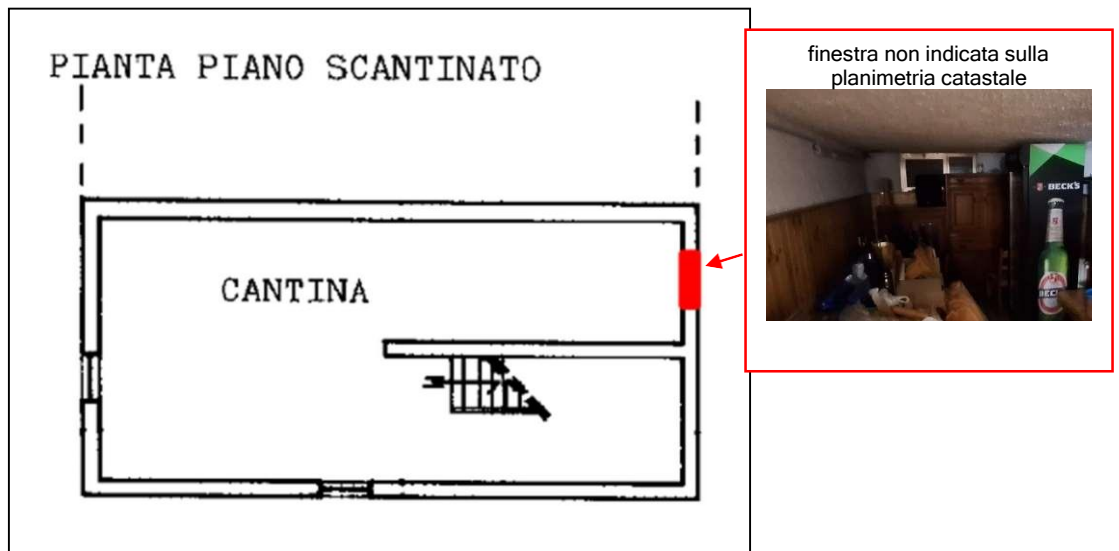 PIANTA PIANO SCANTINATO
CANTINA
finestra non indicata sulla
planimetria catastale
BECK'S
BECK'S